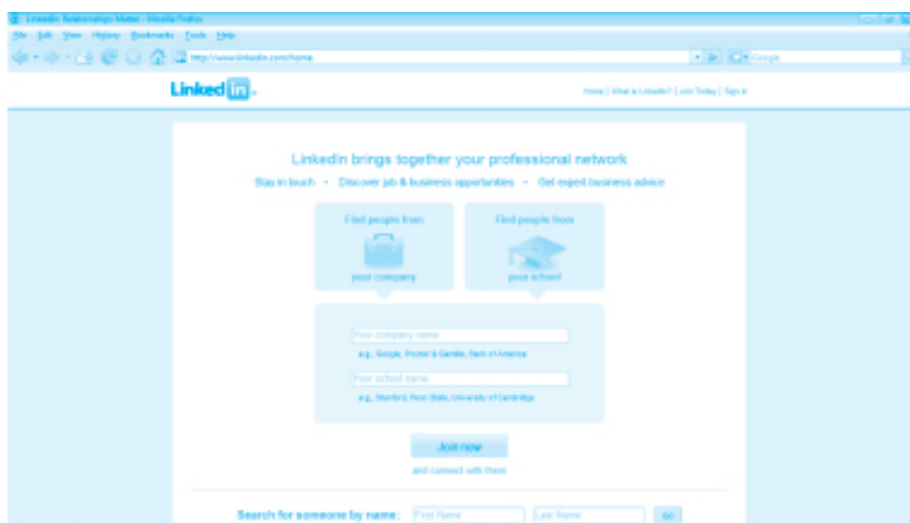 LinkedIn: Relationships Matter - Mozilla Firefox
File Edit View History Bookmarks Tools Help
http://www.linkedin.com/home Google
Linked in
Home | What is LinkedIn? | Join Today | Sign In
LinkedIn brings together your professional network
Stay in touch • Discover job & business opportunities • Get expert business advice
Find people from Find people from
your company your school
Your company name
e.g., Google, Procter & Gamble, Bank of America
Your school name
e.g., Stanford, Penn State, University of Cambridge
Join now
and connect with them
Search for someone by name: First Name Last Name Go